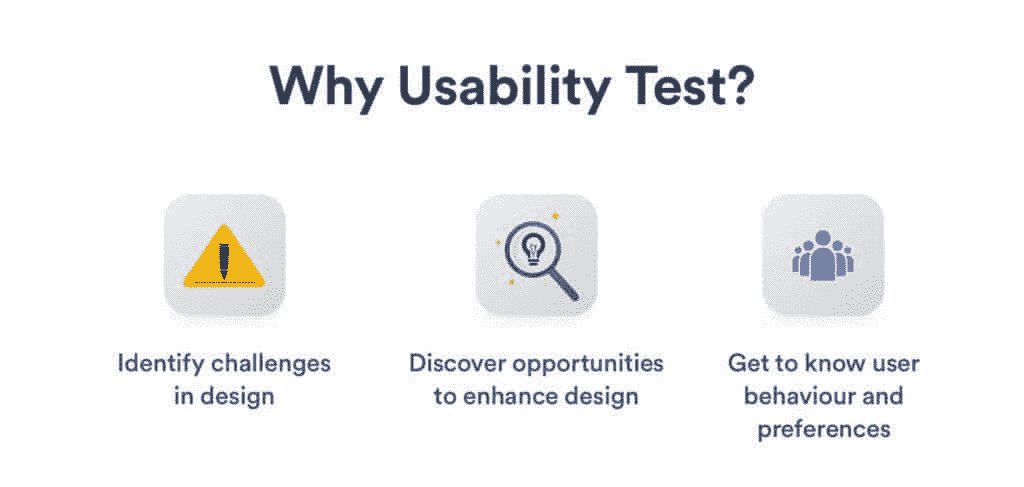 Why Usability Test?
Identify challenges
in design
Discover opportunities
to enhance design
Get to know user
behaviour and
preferences